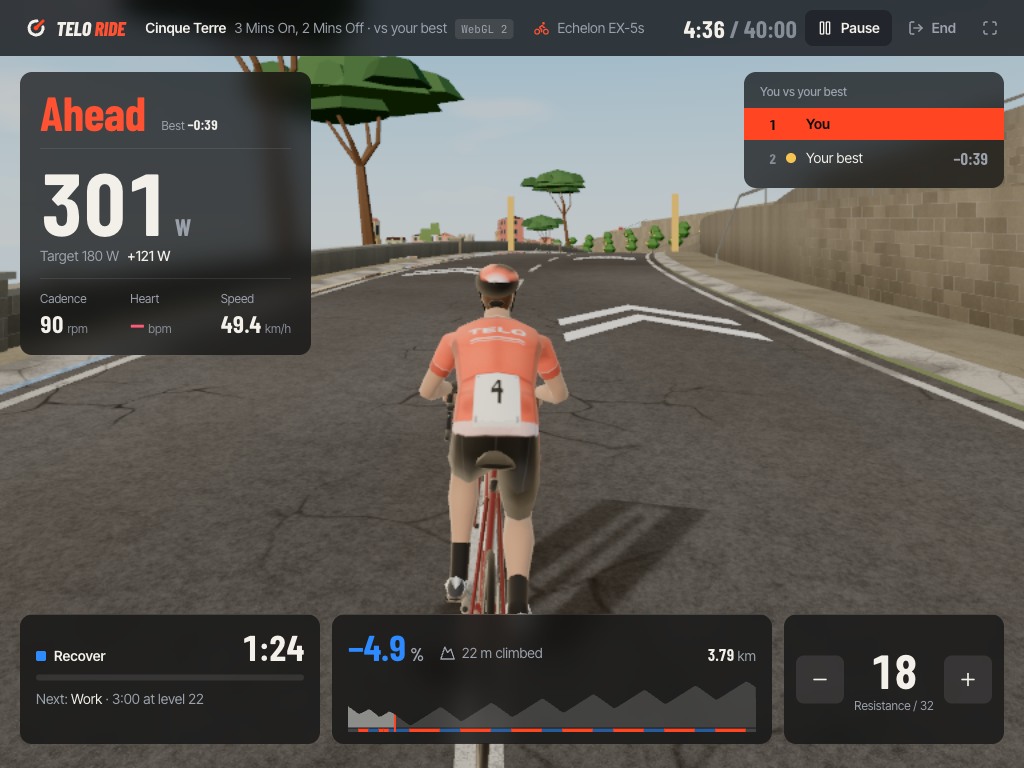 TELO RIDE
Cinque Terre 3 Mins On, 2 Mins Off · vs your best WebGL 2 Echelon EX-5s 4:36 / 40:00 Pause End
Ahead Best −0:39
301 W
Target 180 W +121 W
Cadence Heart Speed
90 rpm — bpm 49.4 km/h
You vs your best
1 You
2 Your best −0:39
TELO
4
Recover 1:24
Next: Work · 3:00 at level 22
−4.9 % 22 m climbed 3.79 km
− 18 +
Resistance / 32